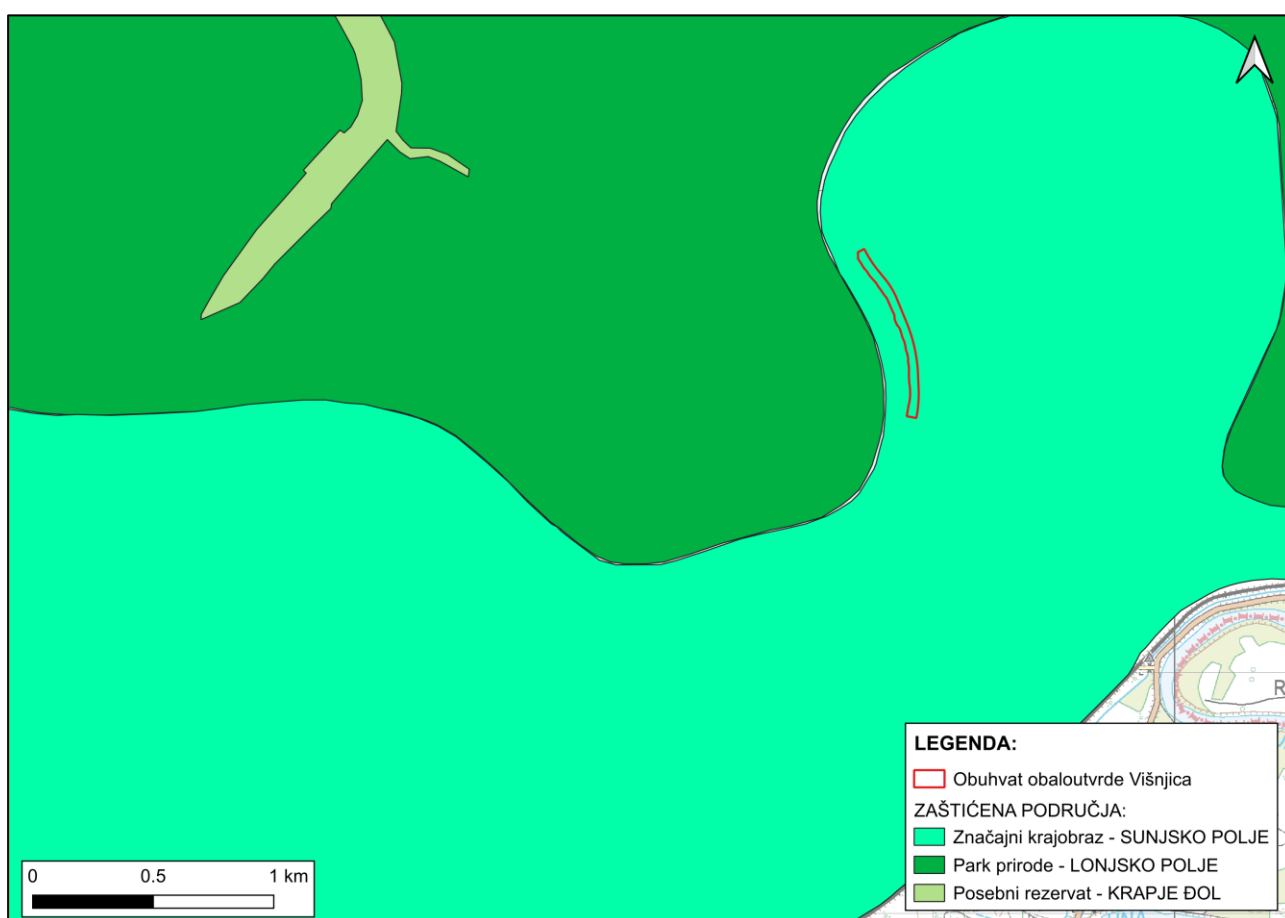 R
LEGENDA:
Obuhvat obaloutvrde Višnjica
ZAŠTIĆENA PODRUČJA:
Značajni krajobraz - SUNJSKO POLJE
Park prirode - LONJSKO POLJE
Posebni rezervat - KRAPJE ĐOL
0 0.5 1 km